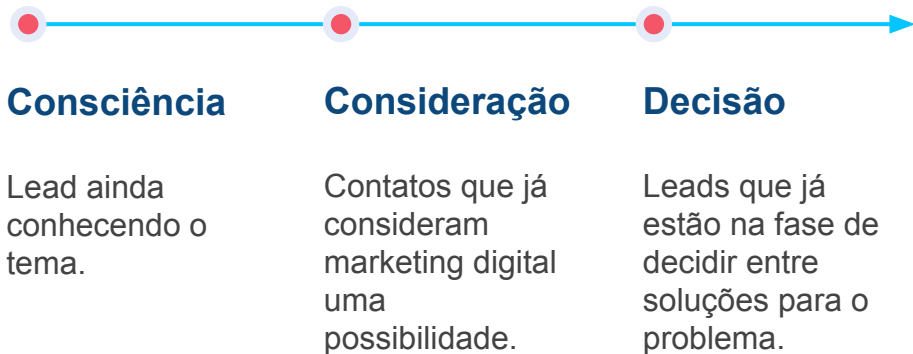 Consciência
Lead ainda
conhecendo o
tema.
Consideração
Contatos que já
consideram
marketing digital
uma
possibilidade.
Decisão
Leads que já
estão na fase de
decidir entre
soluções para o
problema.